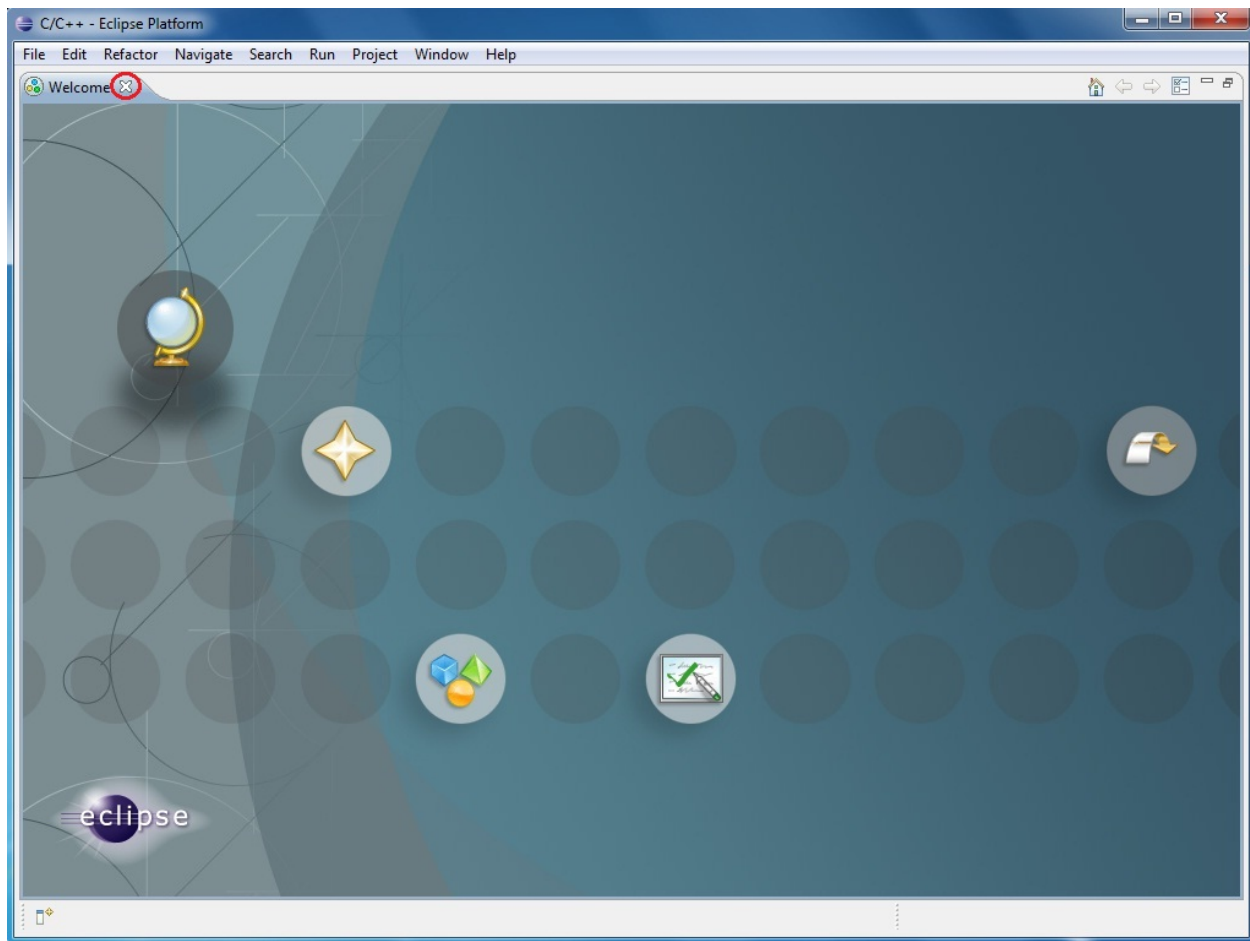 C/C++ - Eclipse Platform
File Edit Refactor Navigate Search Run Project Window Help
Welcome
eclipse